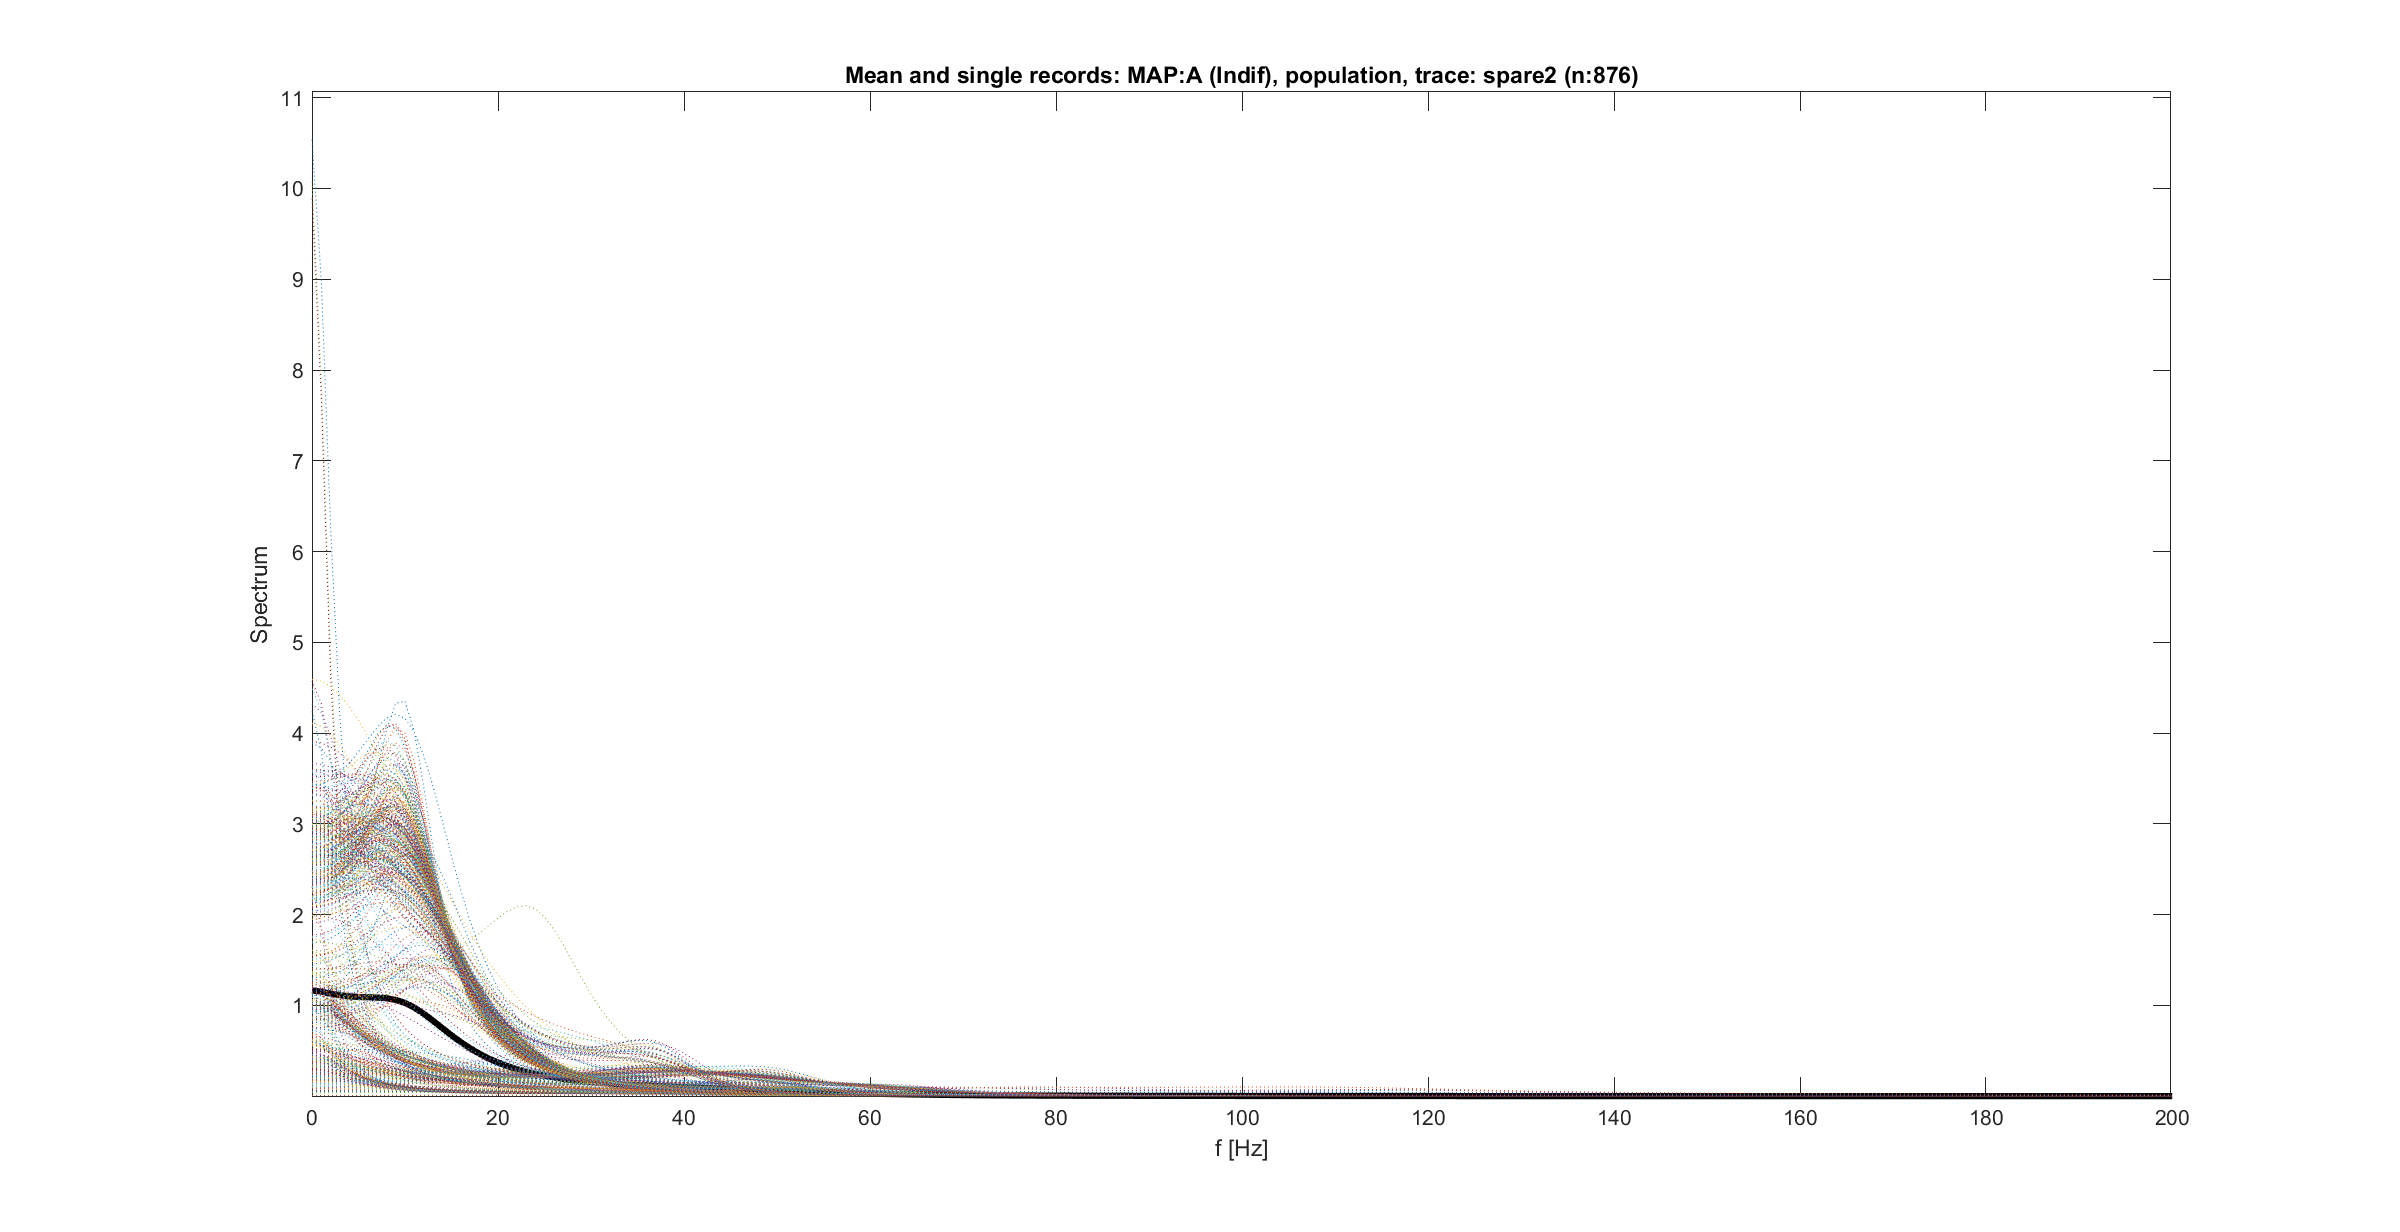 Mean and single records: MAP:A (Indif), population, trace: spare2 (n:876)
11
10
9
8
7
6
5
4
3
2
1
Spectrum
0 20 40 60 80 100 120 140 160 180 200
f [Hz]